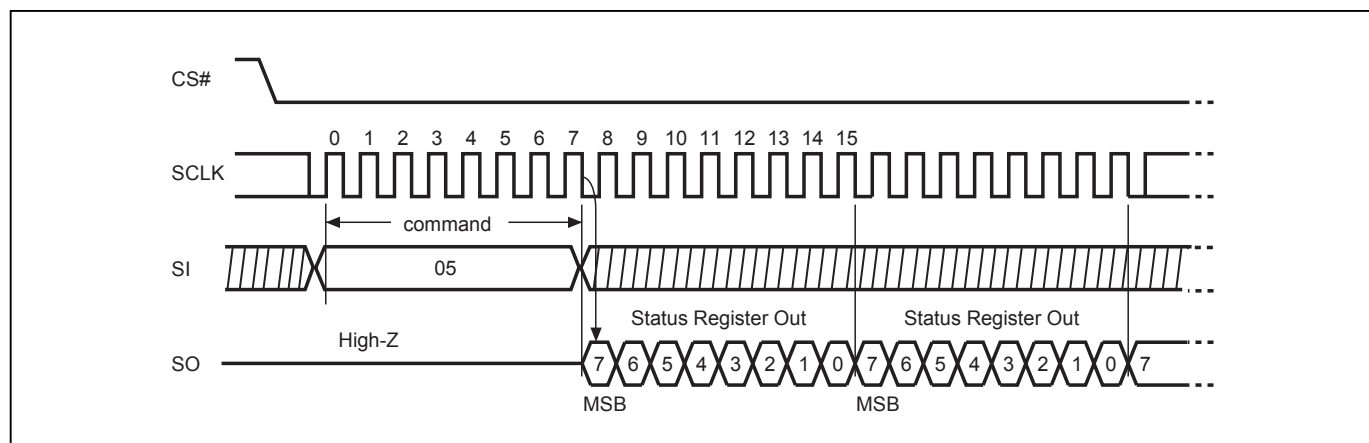 CS#
0 1 2 3 4 5 6 7 8 9 10 11 12 13 14 15
SCLK
command
SI
05
Status Register Out Status Register Out
High-Z
SO
7 6 5 4 3 2 1 0 7 6 5 4 3 2 1 0 7
MSB MSB